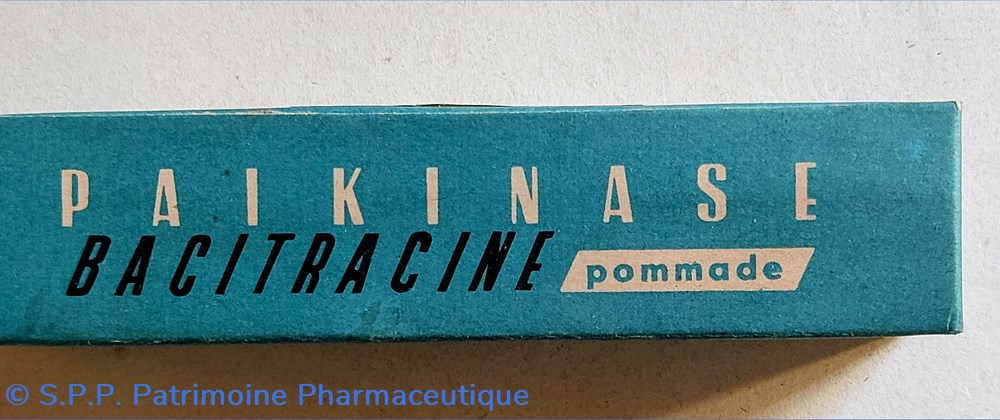 PAIKINASE
BACITRACINE
pommade
© S.P.P. Patrimoine Pharmaceutique